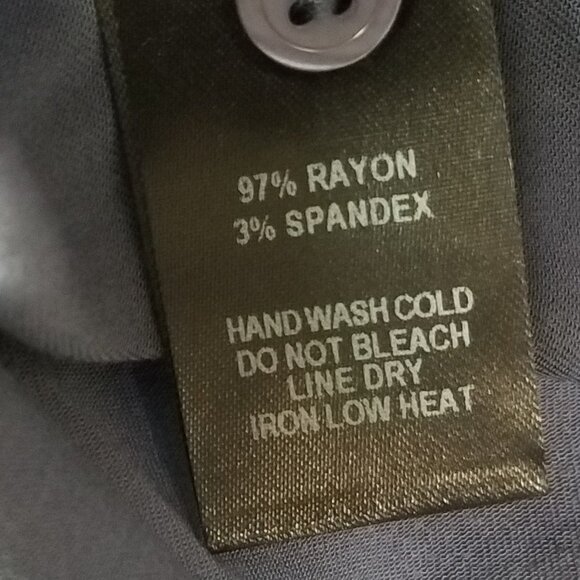 97% RAYON
3% SPANDEX
HAND WASH COLD
DO NOT BLEACH
LINE DRY
IRON LOW HEAT